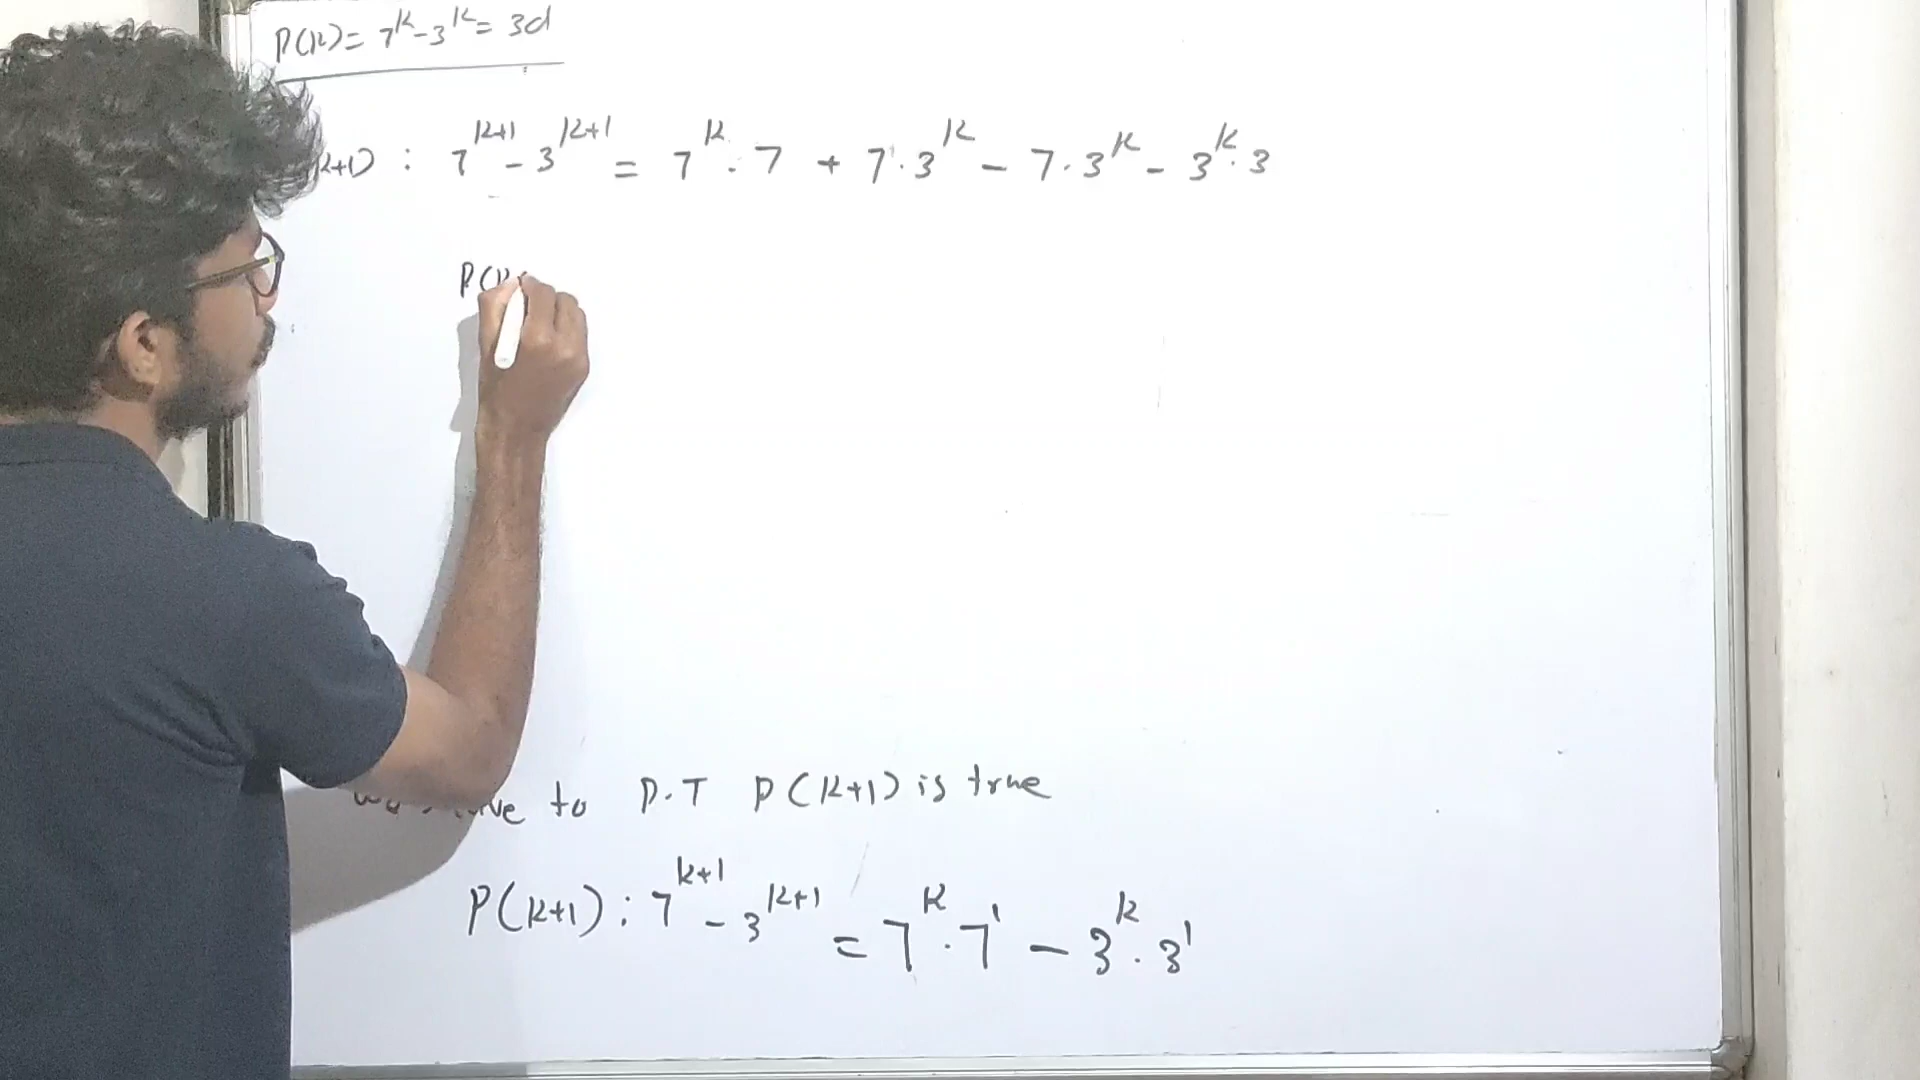 P(k) = 7^k - 3^k = 3d
k+1) : 7^{k+1} - 3^{k+1} = 7^k . 7 + 7 . 3^k - 7 . 3^k - 3^k . 3
P(k
to P.T P(k+1) is true
P(k+1) : 7^{k+1} - 3^{k+1} = 7^k . 7^1 - 3^k . 3^1